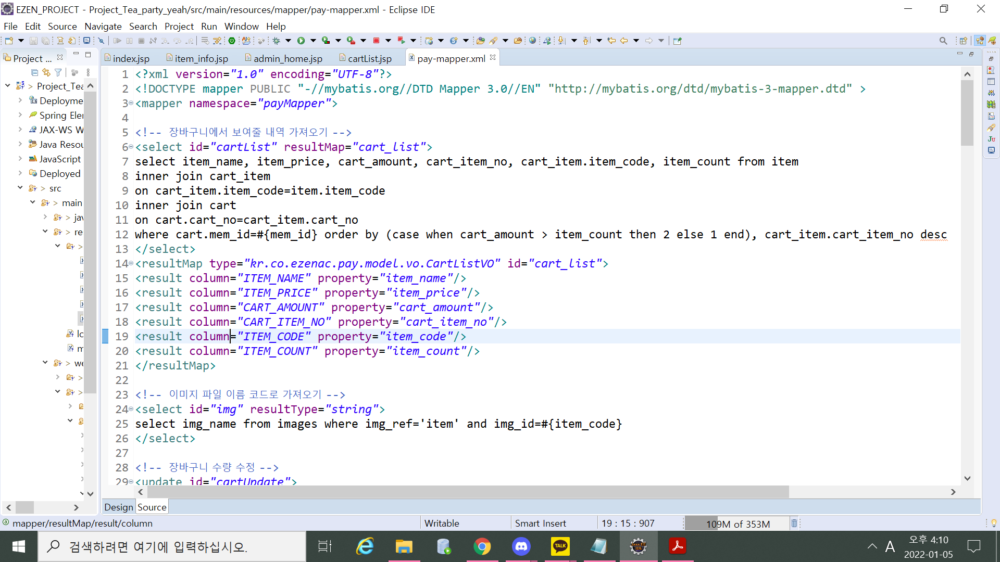 EZEN_PROJECT - Project_Tea_party_yeah/src/main/resources/mapper/pay-mapper.xml - Eclipse IDE
File Edit Source Navigate Search Project Run Window Help
Project ...
index.jsp item_info.jsp admin_home.jsp cartList.jsp pay-mapper.xml
> Project_Tea
Deployme
Spring Eler
JAX-WS W
Java Resou
JavaScript
Deployed
> src
> main
> jav
> re
>
lo
m
> we
>
>
1 <?xml version="1.0" encoding="UTF-8"?>
2 <!DOCTYPE mapper PUBLIC "-//mybatis.org//DTD Mapper 3.0//EN" "http://mybatis.org/dtd/mybatis-3-mapper.dtd" >
3 <mapper namespace="payMapper">
4
5 <!-- 장바구니에서 보여줄 내역 가져오기 -->
6 <select id="cartList" resultMap="cart_list">
7 select item_name, item_price, cart_amount, cart_item_no, cart_item.item_code, item_count from item
8 inner join cart_item
9 on cart_item.item_code=item.item_code
10 inner join cart
11 on cart.cart_no=cart_item.cart_no
12 where cart.mem_id=#{mem_id} order by (case when cart_amount > item_count then 2 else 1 end), cart_item.cart_item_no desc
13 </select>
14 <resultMap type="kr.co.ezenac.pay.model.vo.CartListVO" id="cart_list">
15 <result column="ITEM_NAME" property="item_name"/>
16 <result column="ITEM_PRICE" property="item_price"/>
17 <result column="CART_AMOUNT" property="cart_amount"/>
18 <result column="CART_ITEM_NO" property="cart_item_no"/>
19 <result column="ITEM_CODE" property="item_code"/>
20 <result column="ITEM_COUNT" property="item_count"/>
21 </resultMap>
22
23 <!-- 이미지 파일 이름 코드로 가져오기 -->
24 <select id="img" resultType="string">
25 select img_name from images where img_ref='item' and img_id=#{item_code}
26 </select>
27
28 <!-- 장바구니 수량 수정 -->
29 <update id="cartUpdate">
Design Source
mapper/resultMap/result/column Writable Smart Insert 19 : 15 : 907 109M of 353M
검색하려면 여기에 입력하십시오. TALK Java EE IDE A 오후 4:10
2022-01-05